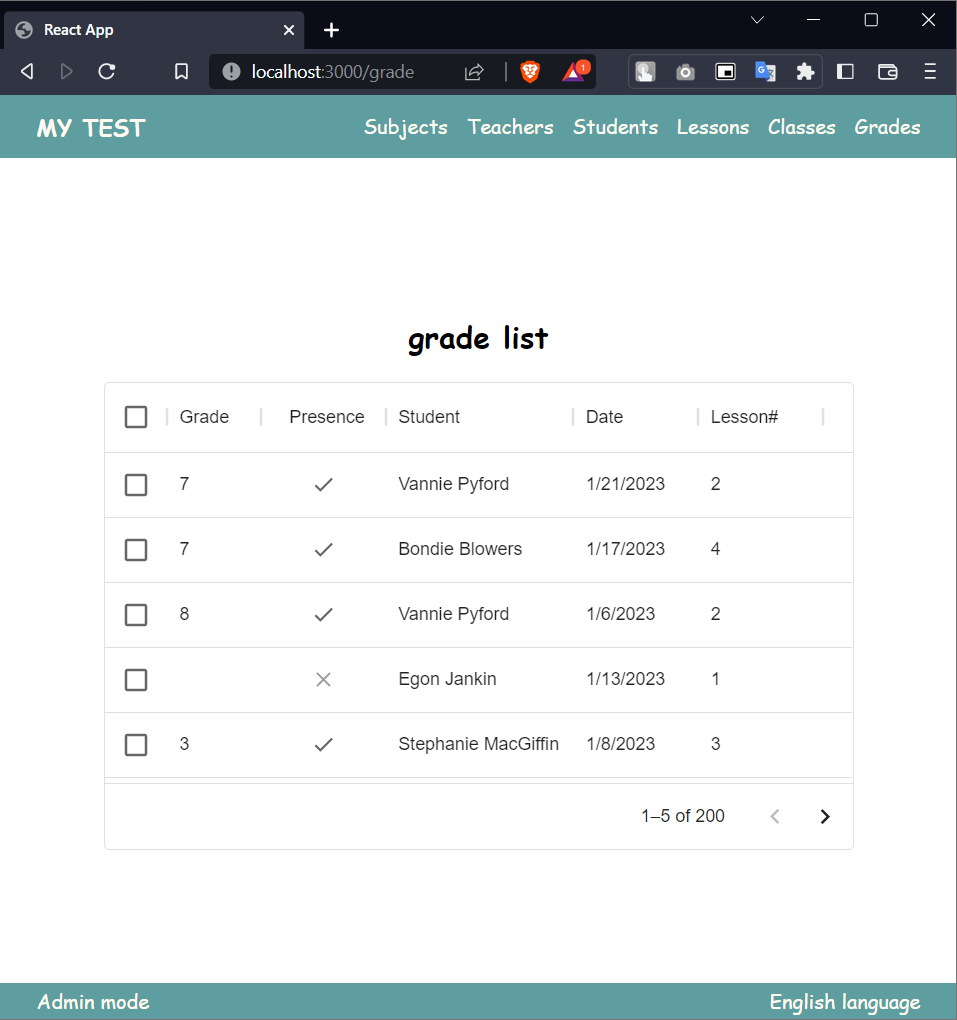 React App
localhost:3000/grade
1
MY TEST Subjects Teachers Students Lessons Classes Grades
grade list
Grade Presence Student Date Lesson#
7 Vannie Pyford 1/21/2023 2
7 Bondie Blowers 1/17/2023 4
8 Vannie Pyford 1/6/2023 2
Egon Jankin 1/13/2023 1
3 Stephanie MacGiffin 1/8/2023 3
1–5 of 200
Admin mode English language